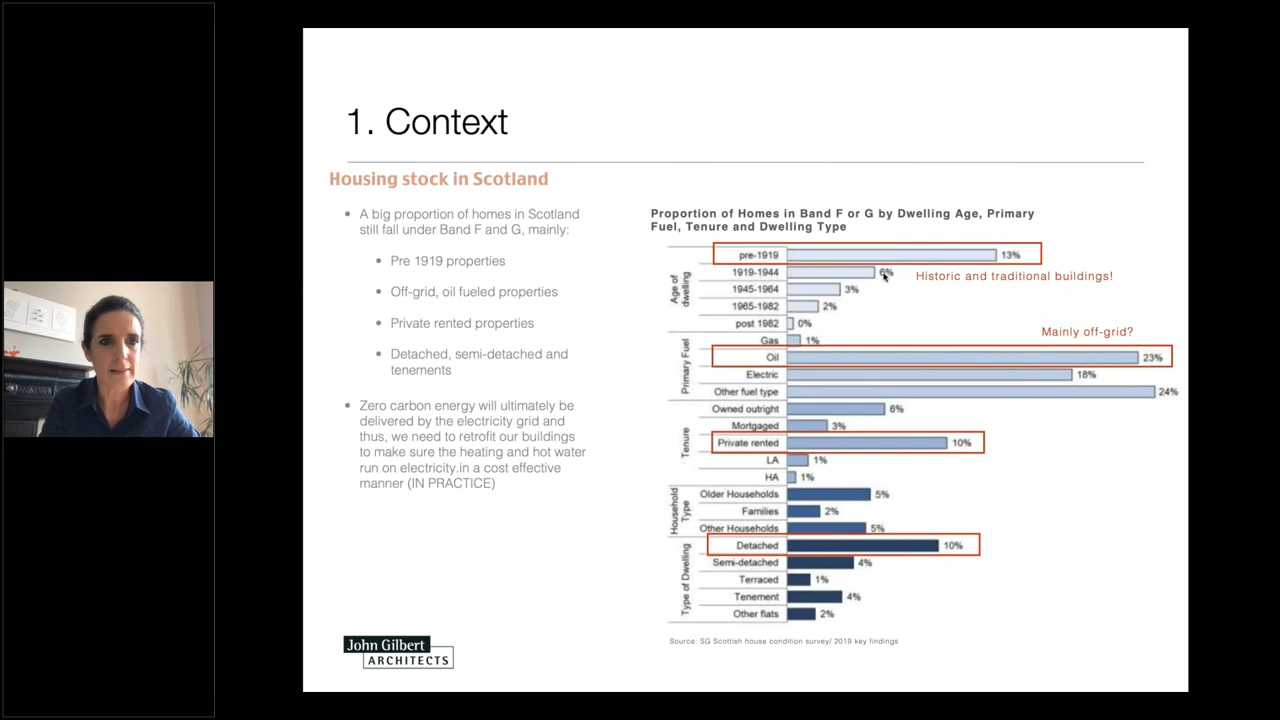 1. Context
Housing stock in Scotland
• A big proportion of homes in Scotland
still fall under Band F and G, mainly:
• Pre 1919 properties
• Off-grid, oil fueled properties
• Private rented properties
• Detached, semi-detached and
tenements
• Zero carbon energy will ultimately be
delivered by the electricity grid and
thus, we need to retrofit our buildings
to make sure the heating and hot water
run on electricity.in a cost effective
manner (IN PRACTICE)
Proportion of Homes in Band F or G by Dwelling Age, Primary
Fuel, Tenure and Dwelling Type
Age of
dwelling
pre-1919 13%
1919-1944 6%
Historic and traditional buildings!
1945-1964 3%
1965-1982 2%
post 1982 0%
Mainly off-grid?
Primary Fuel
Gas 1%
Oil 23%
Electric 18%
Other fuel type 24%
Tenure
Owned outright 6%
Mortgaged 3%
Private rented 10%
LA 1%
HA 1%
Household
Type
Older Households 5%
Families 2%
Other Households 5%
Type of Dwelling
Detached 10%
Semi-detached 4%
Terraced 1%
Tenement 4%
Other flats 2%
Source: SG Scottish house condition survey/ 2019 key findings
John Gilbert
ARCHITECTS